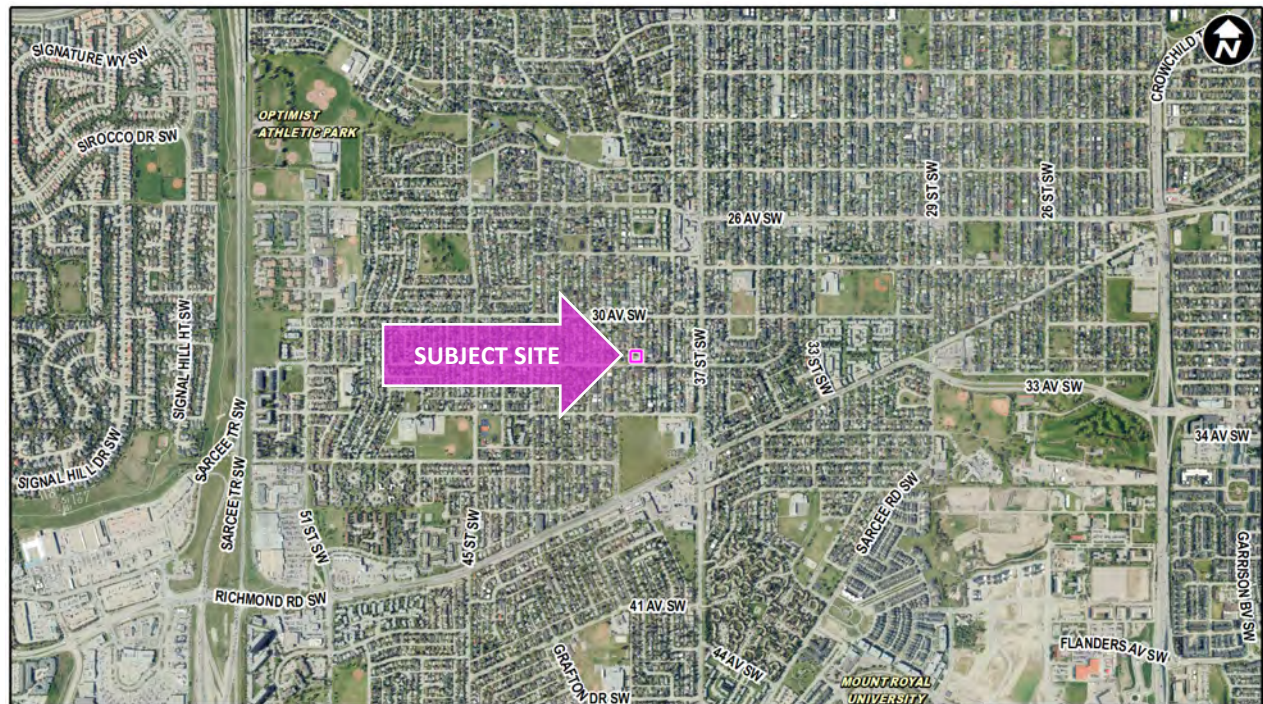 SIGNATURE WY SW
CROWCHILD T
N
OPTIMIST
ATHLETIC PARK
SIROCCO DR SW
29 ST SW
26 ST SW
26 AV SW
30 AV SW
SUBJECT SITE
SIGNAL HILL HT SW
37 ST SW
33 ST SW
33 AV SW
34 AV SW
SIGNAL HILL DR SW
SARCEE TR SW
SARCEE TR SW
51 ST SW
45 ST SW
SARCEE RD SW
GARRISON BV SW
RICHMOND RD SW
41 AV SW
44 AV SW
FLANDERS AV SW
GRAFTON
DR SW
MOUNT ROYAL
UNIVERSITY